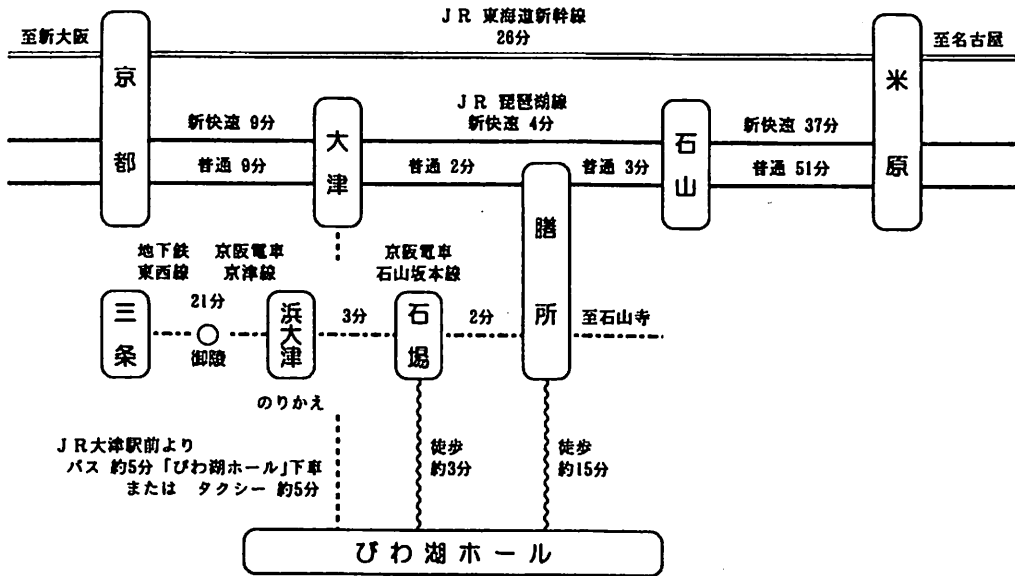 JR 東海道新幹線
26分
至新大阪
至名古屋
京都
米原
JR 琵琶湖線
新快速 9分
大津
新快速 4分
石山
新快速 37分
普通 9分
普通 2分
普通 3分
普通 51分
膳所
地下鉄
東西線
京阪電車
京津線
京阪電車
石山坂本線
三条
21分
御陵
浜大津
3分
石場
2分
至石山寺
のりかえ
JR大津駅前より
バス 約5分「びわ湖ホール」下車
または タクシー 約5分
徒歩
約3分
徒歩
約15分
びわ湖ホール